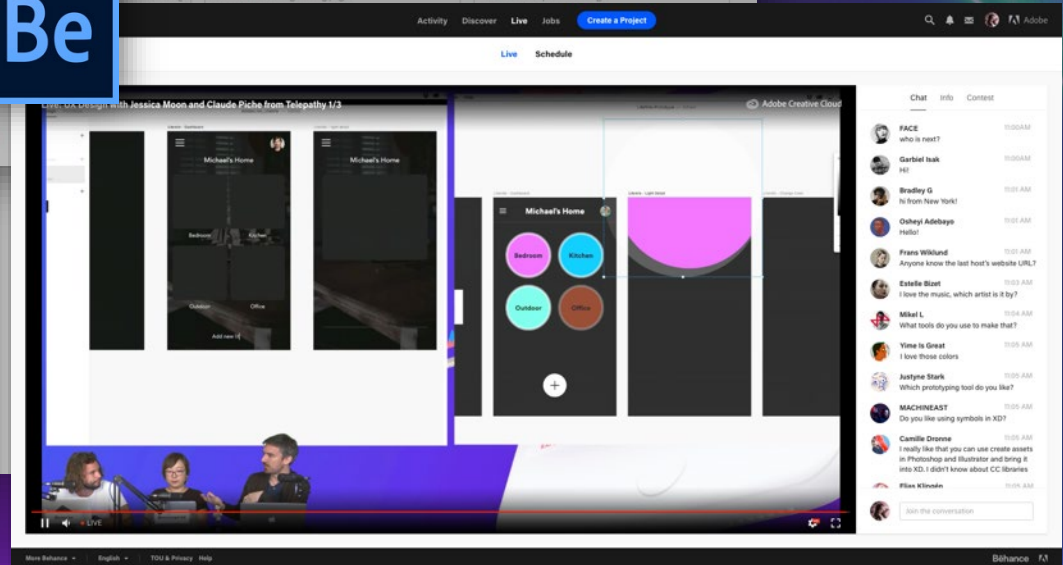 Be
Activity Discover Live Jobs Create a Project
Adobe
Live Schedule
Live: UX Design with Jessica Moon and Claude Piche from Telepathy 1/3
Adobe Creative Cloud
Michael's Home
Bedroom Kitchen
Outdoor Office
Add new
Michael's Home
Michael's Home
Bedroom Kitchen
Outdoor Office
+
LIVE
Chat Info Contest
FACE 11:00AM
who is next?
Garbiel Isak 11:00AM
Hi!
Bradley G 11:01 AM
hi from New York!
Osheyi Adebayo 11:01 AM
Hello!
Frans Wiklund 11:01 AM
Anyone know the last host's website URL?
Estelle Bizet 11:03 AM
I love the music, which artist is it by?
Mikel L 11:04 AM
What tools do you use to make that?
Yime Is Great 11:05 AM
I love those colors
Justyne Stark 11:05 AM
Which prototyping tool do you like?
MACHINEAST 11:05 AM
Do you like using symbols in XD?
Camille Dronne 11:05 AM
I really like that you can use create assets
in Photoshop and Illustrator and bring it
into XD. I didn't know about CC libraries
Elias Klingén 11:05 AM
Join the conversation
More Behance English TOU & Privacy Help
Bēhance